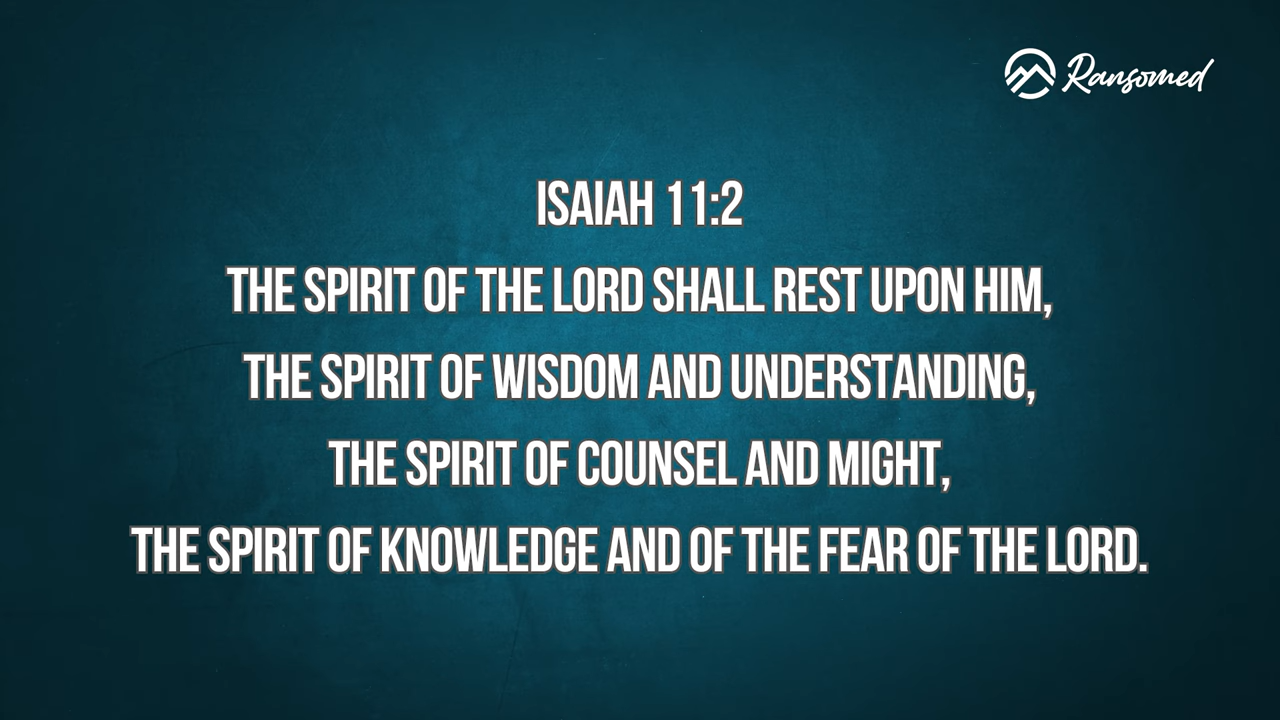 Ransomed
ISAIAH 11:2
THE SPIRIT OF THE LORD SHALL REST UPON HIM,
THE SPIRIT OF WISDOM AND UNDERSTANDING,
THE SPIRIT OF COUNSEL AND MIGHT,
THE SPIRIT OF KNOWLEDGE AND OF THE FEAR OF THE LORD.